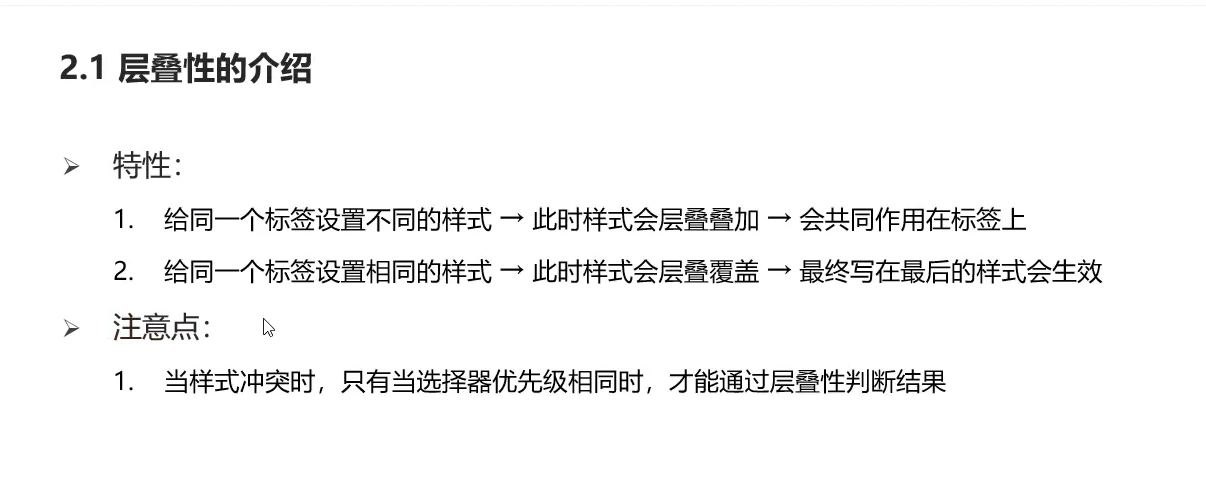 2.1 层叠性的介绍
➢ 特性：
1. 给同一个标签设置不同的样式 → 此时样式会层叠叠加 → 会共同作用在标签上
2. 给同一个标签设置相同的样式 → 此时样式会层叠覆盖 → 最终写在最后的样式会生效
➢ 注意点：
1. 当样式冲突时，只有当选择器优先级相同时，才能通过层叠性判断结果